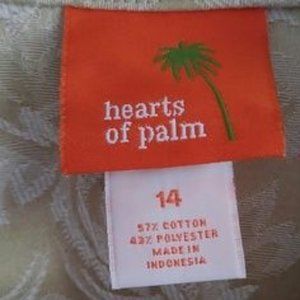 hearts
of palm
14
57% COTTON
43% POLYESTER
MADE IN
INDONESIA